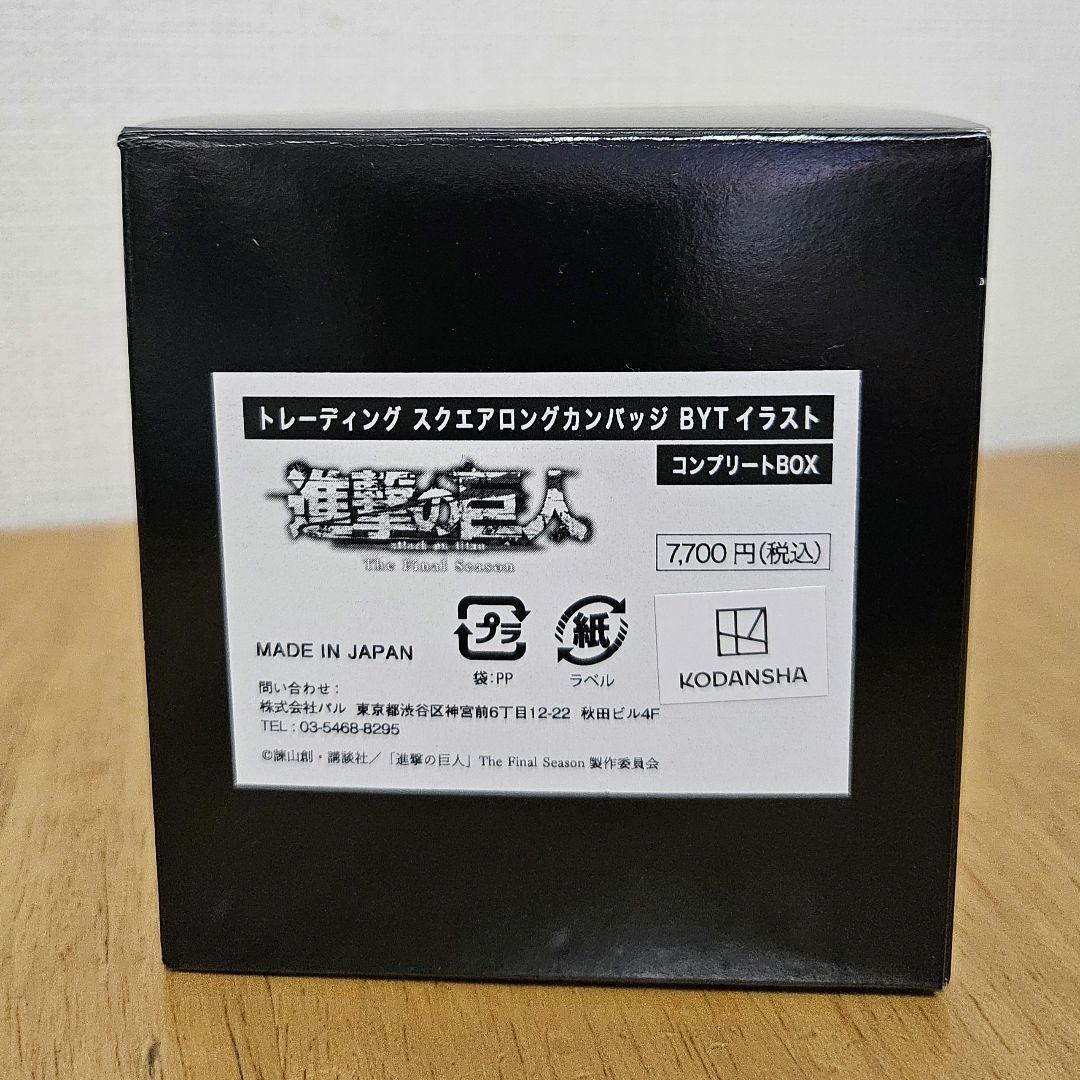 トレーディング スクエアロングカンバッジ BYT イラスト
コンプリートBOX
進撃の巨人
attack on titan
The Final Season
7,700円(税込)
プラ
紙
袋:PP
ラベル
KODANSHA
MADE IN JAPAN
問い合わせ:
株式会社バル 東京都渋谷区神宮前6丁目12-22 秋田ビル4F
TEL : 03-5468-8295
©諫山創・講談社/「進撃の巨人」The Final Season 製作委員会